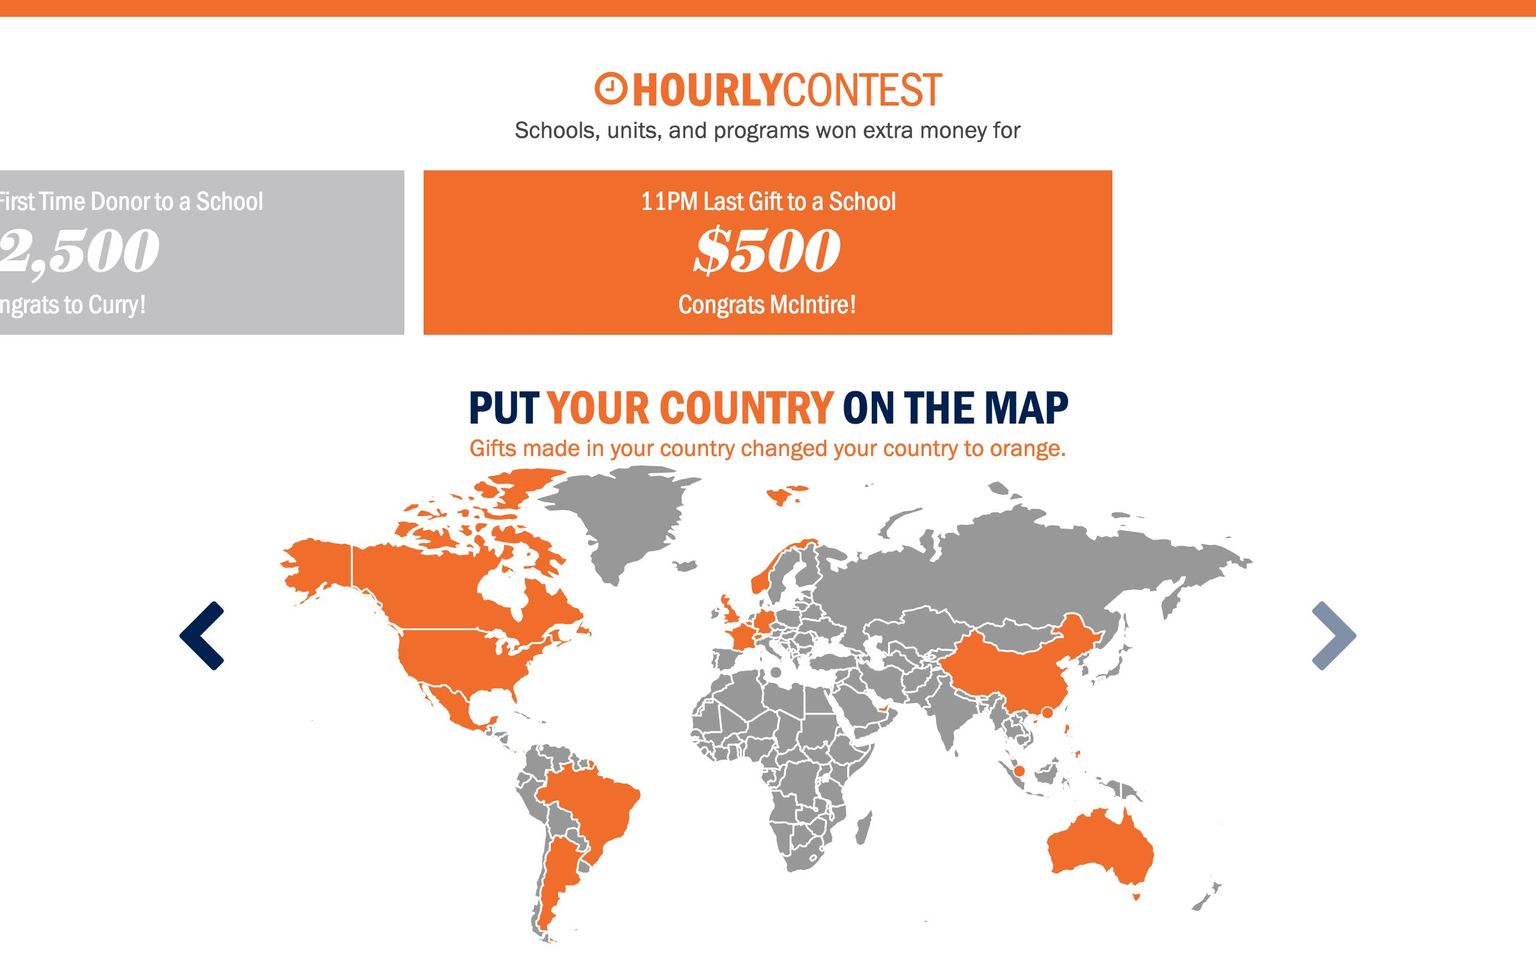 HOURLYCONTEST
Schools, units, and programs won extra money for
First Time Donor to a School
2,500
ngrats to Curry!
11PM Last Gift to a School
$500
Congrats McIntire!
PUT YOUR COUNTRY ON THE MAP
Gifts made in your country changed your country to orange.